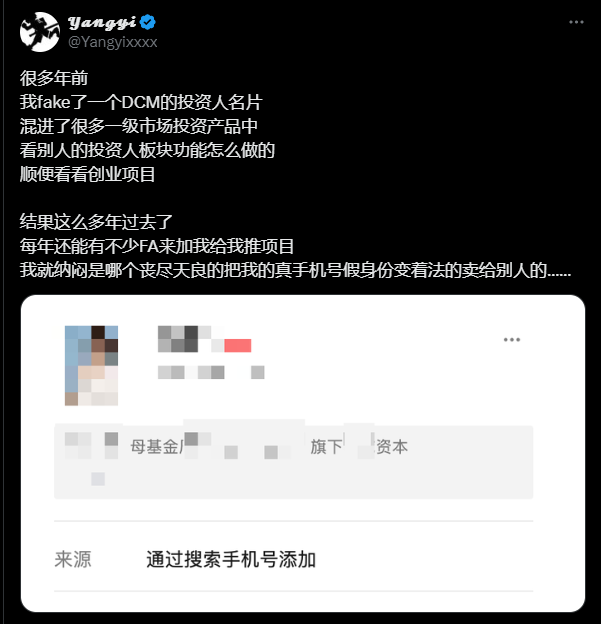 Yangyi
@Yangyixxxx
很多年前
我fake了一个DCM的投资人名片
混进了很多一级市场投资产品中
看别人的投资人板块功能怎么做的
顺便看看创业项目
结果这么多年过去了
每年还能有不少FA来加我给我推项目
我就纳闷是哪个丧尽天良的把我的真手机号假身份变着法的卖给别人的......
母基金 旗下 资本
来源 通过搜索手机号添加